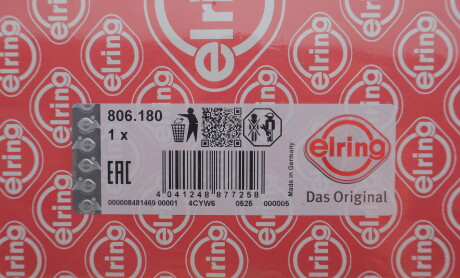 elring
806.180
1 x
EAC
4 041248 877258
000008481469 00001 4CYW6 0525 000005
Made in Germany
elring
Das Original